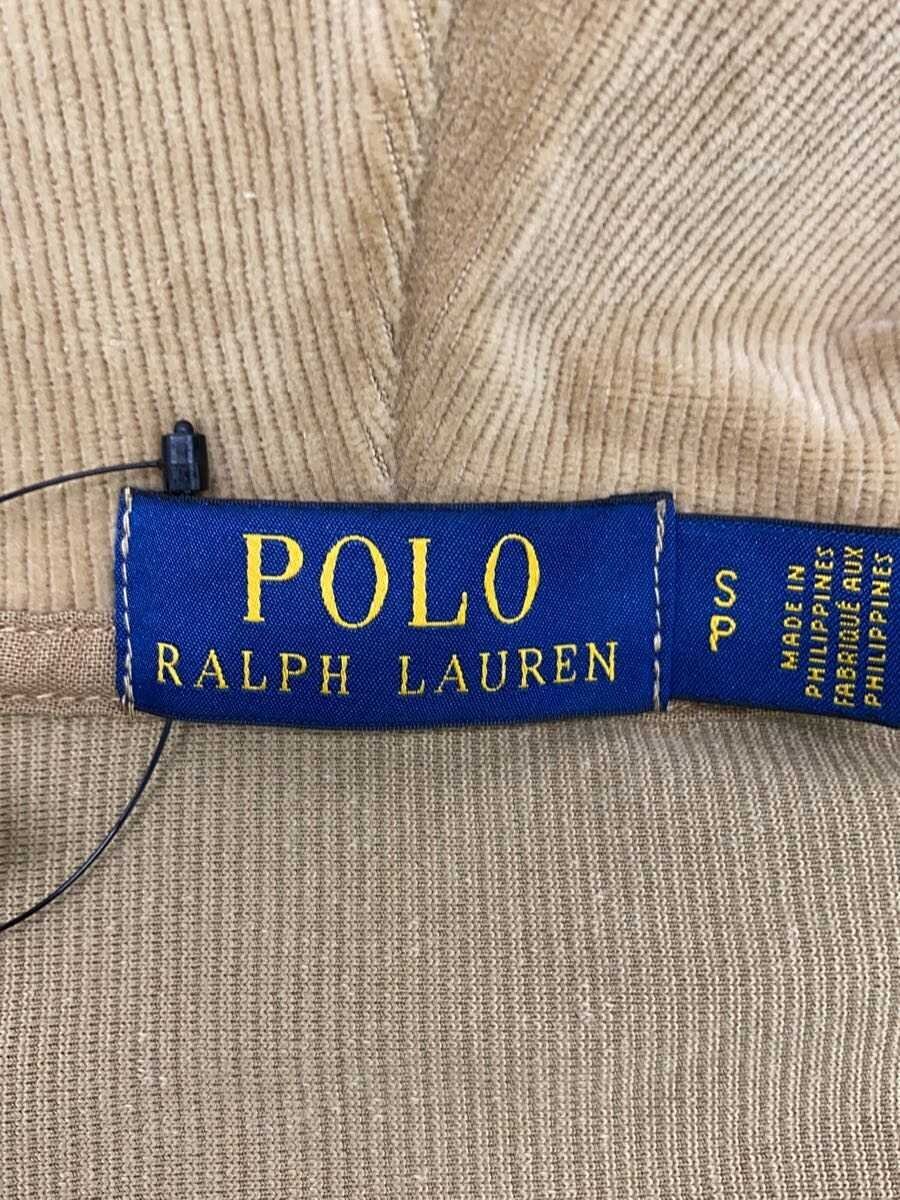 POLO
RALPH LAUREN
S
P
MADE IN
PHILIPPINES
FABRIQUÉ AUX
PHILIPPINES